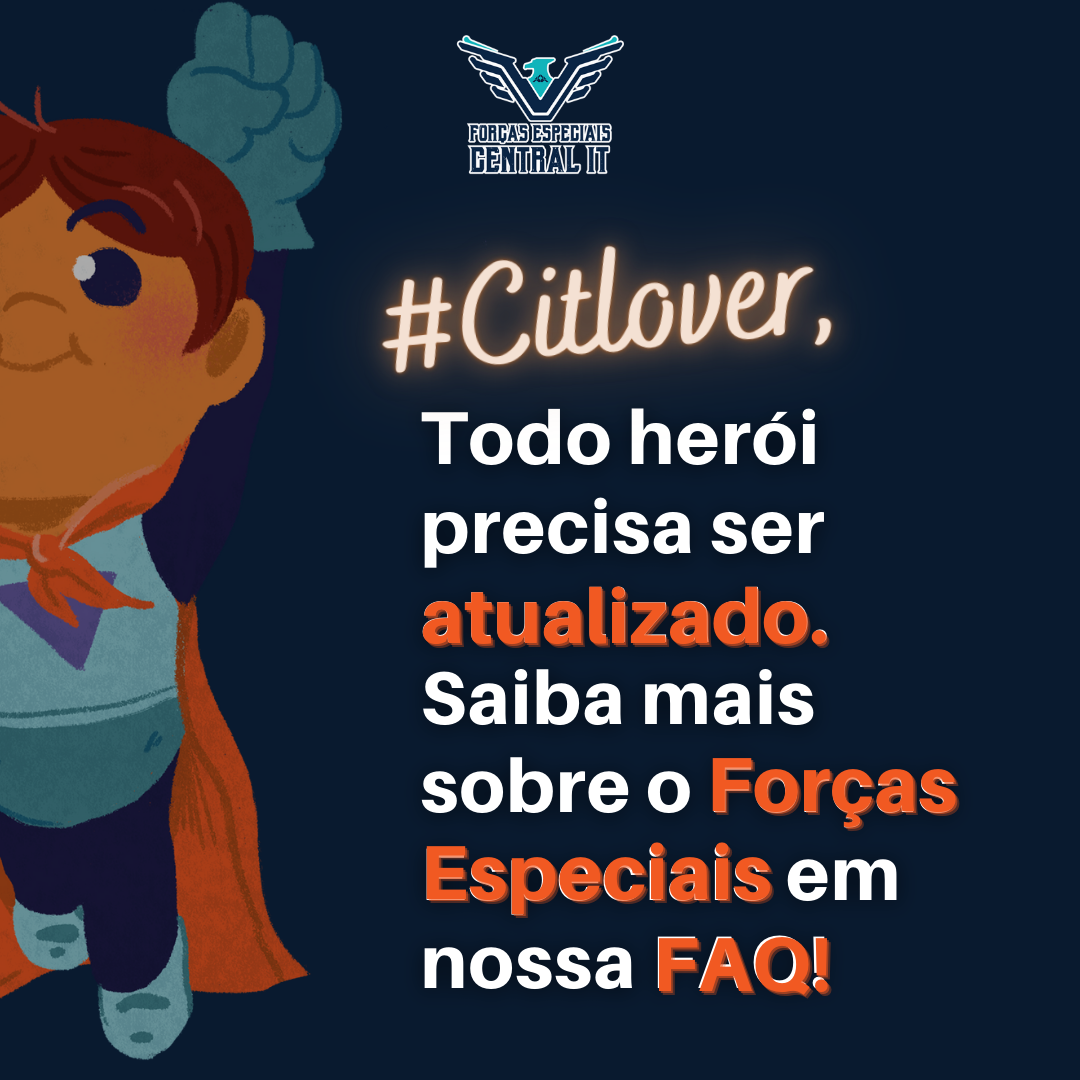 FORÇAS ESPECIAIS
CENTRAL IT
#Citlover,
Todo herói
precisa ser
atualizado.
Saiba mais
sobre o Forças
Especiais em
nossa FAQ!